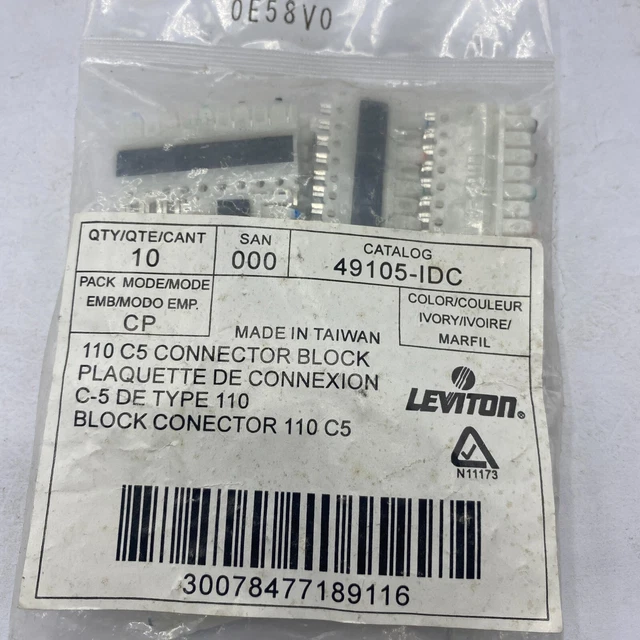 0E58V0
QTY/QTE/CANT
10
SAN
000
CATALOG
49105-IDC
PACK MODE/MODE
EMB/MODO EMP.
CP
COLOR/COULEUR
IVORY/IVOIRE/
MARFIL
MADE IN TAIWAN
110 C5 CONNECTOR BLOCK
PLAQUETTE DE CONNEXION
C-5 DE TYPE 110
BLOCK CONECTOR 110 C5
LEVITON®
N11173
30078477189116